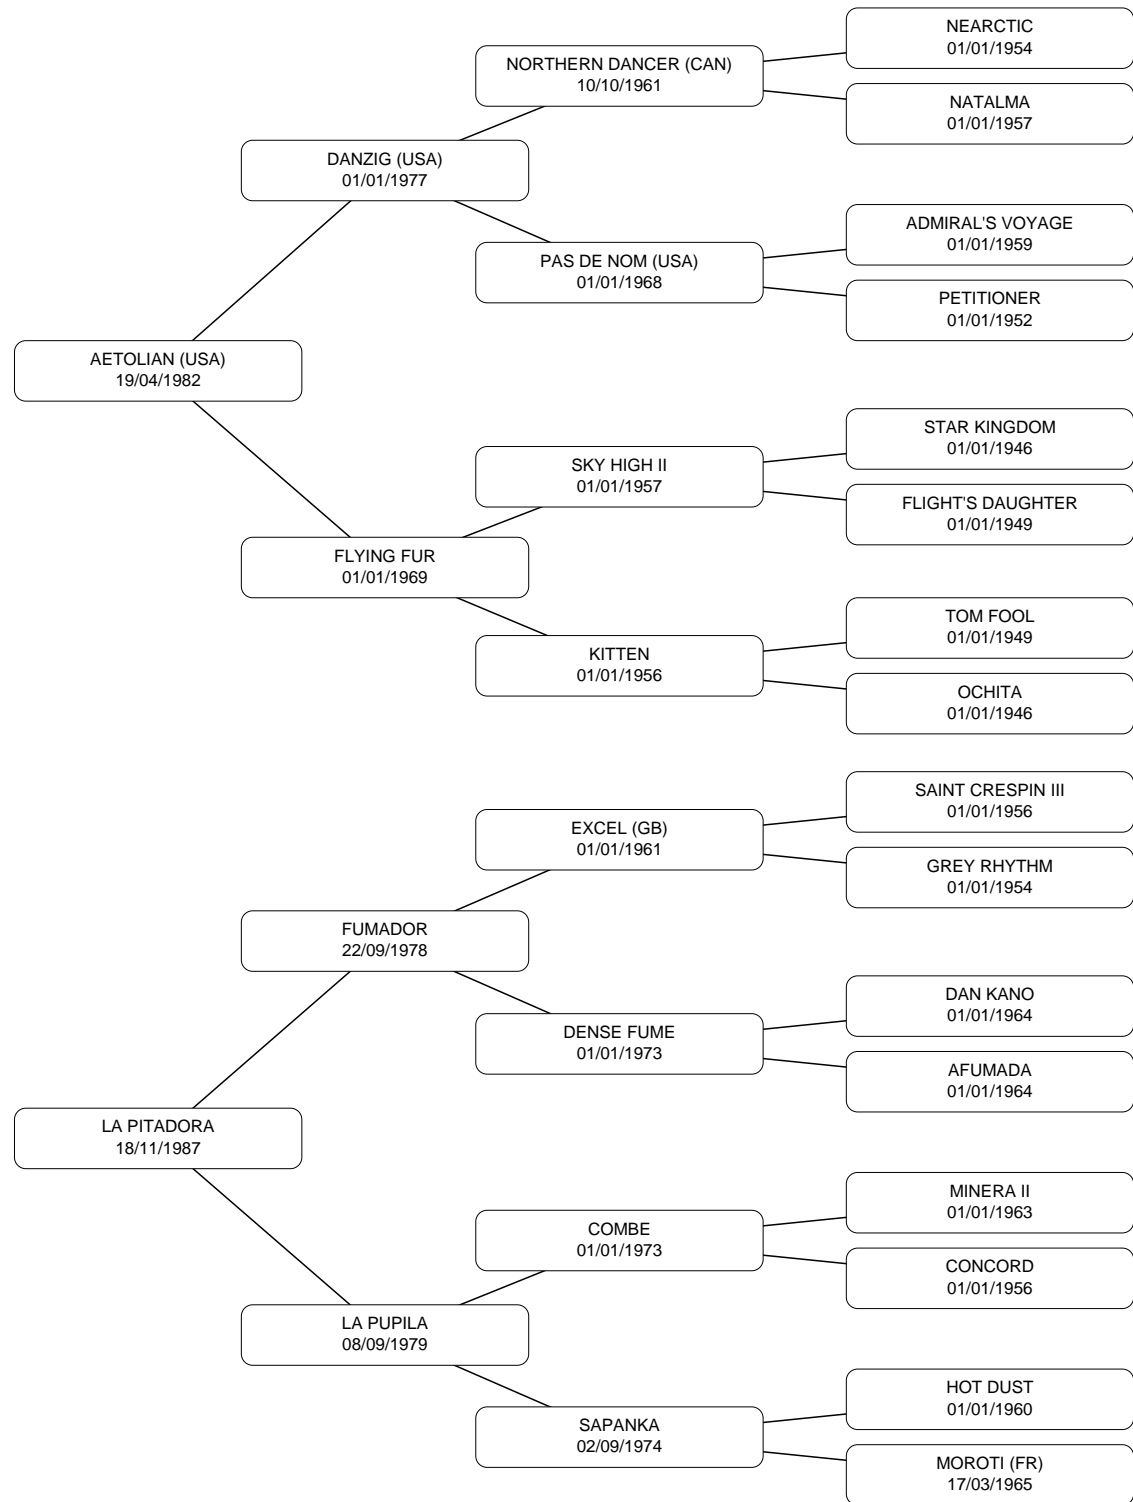 NEARCTIC
01/01/1954
NORTHERN DANCER (CAN)
10/10/1961
NATALMA
01/01/1957
DANZIG (USA)
01/01/1977
ADMIRAL'S VOYAGE
01/01/1959
PAS DE NOM (USA)
01/01/1968
PETITIONER
01/01/1952
AETOLIAN (USA)
19/04/1982
STAR KINGDOM
01/01/1946
SKY HIGH II
01/01/1957
FLIGHT'S DAUGHTER
01/01/1949
FLYING FUR
01/01/1969
TOM FOOL
01/01/1949
KITTEN
01/01/1956
OCHITA
01/01/1946
SAINT CRESPIN III
01/01/1956
EXCEL (GB)
01/01/1961
GREY RHYTHM
01/01/1954
FUMADOR
22/09/1978
DAN KANO
01/01/1964
DENSE FUME
01/01/1973
AFUMADA
01/01/1964
LA PITADORA
18/11/1987
MINERA II
01/01/1963
COMBE
01/01/1973
CONCORD
01/01/1956
LA PUPILA
08/09/1979
HOT DUST
01/01/1960
SAPANKA
02/09/1974
MOROTI (FR)
17/03/1965